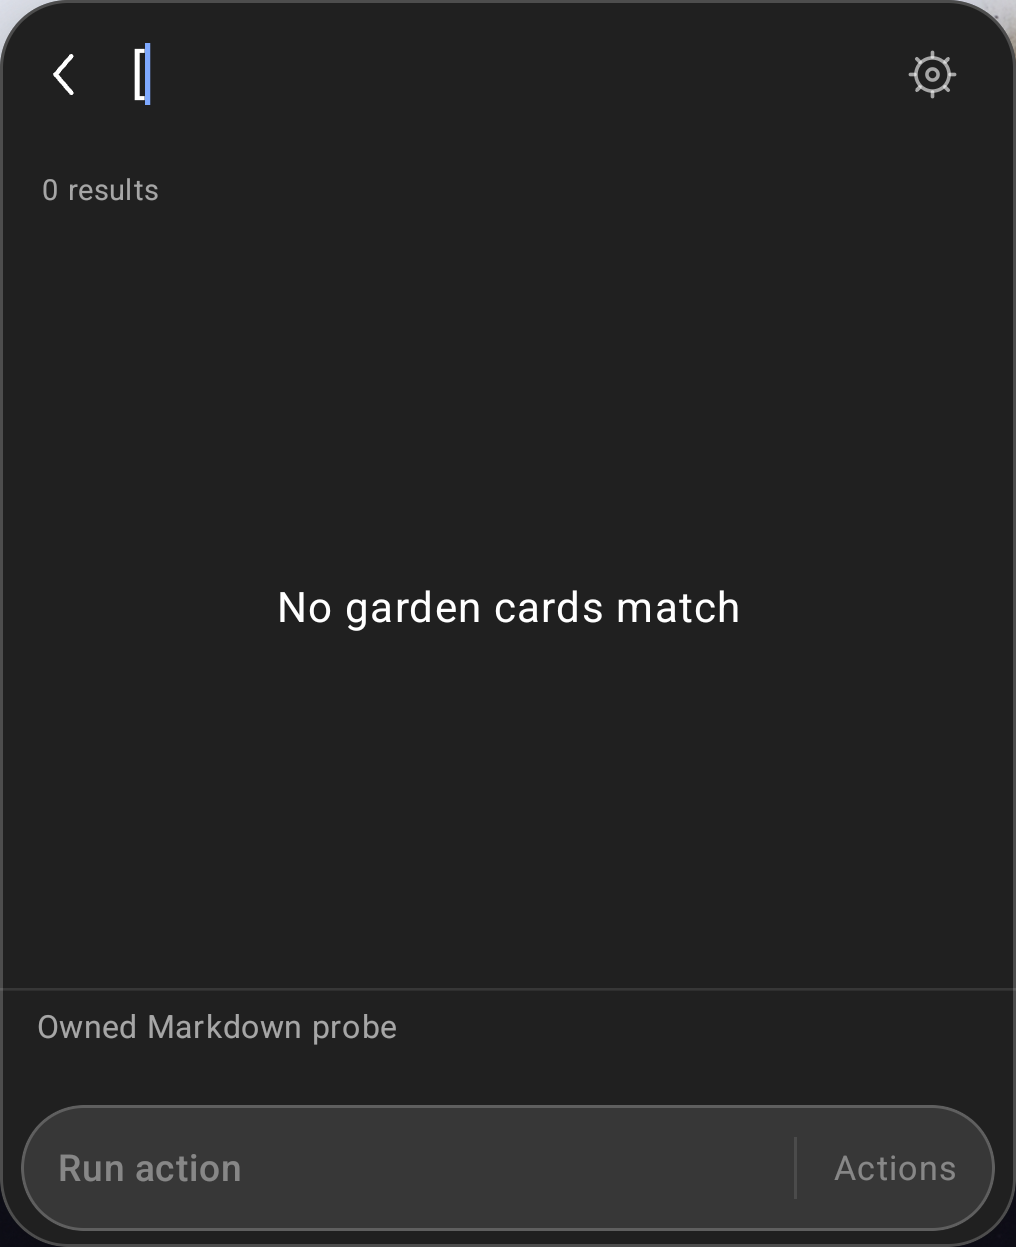 [
0 results
No garden cards match
Owned Markdown probe
Run action
Actions